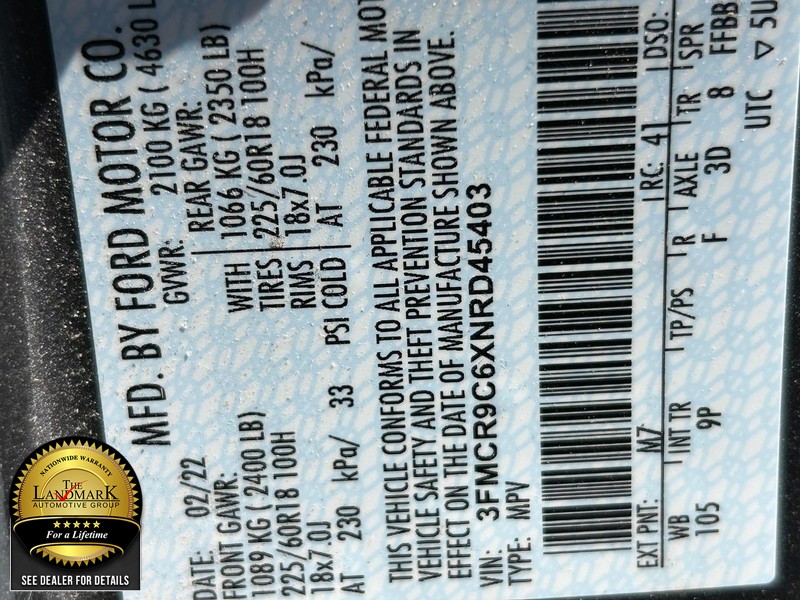 MFD. BY FORD MOTOR CO.
DATE: 02/22 GVWR: 2100 KG ( 4630 L
FRONT GAWR: REAR GAWR:
1089 KG ( 2400 LB) WITH 1066 KG ( 2350 LB)
225/60R18 100H TIRES 225/60R18 100H
18x7.0J RIMS 18x7.0J
AT 230 kPa/ 33 PSI COLD AT 230 kPa/
THIS VEHICLE CONFORMS TO ALL APPLICABLE FEDERAL MOT
VEHICLE SAFETY AND THEFT PREVENTION STANDARDS IN
EFFECT ON THE DATE OF MANUFACTURE SHOWN ABOVE.
VIN: 3FMCR9C6XNRD45403
TYPE: MPV
EXT PNT: M7 RC: 41 DSO:
WB INT TR TP/PS R AXLE TR SPR
105 9P F 3D 8 FFBB
UTC ▽ 5U
NATIONWIDE WARRANTY
THE
LANDMARK
AUTOMOTIVE GROUP
For a Lifetime
SEE DEALER FOR DETAILS